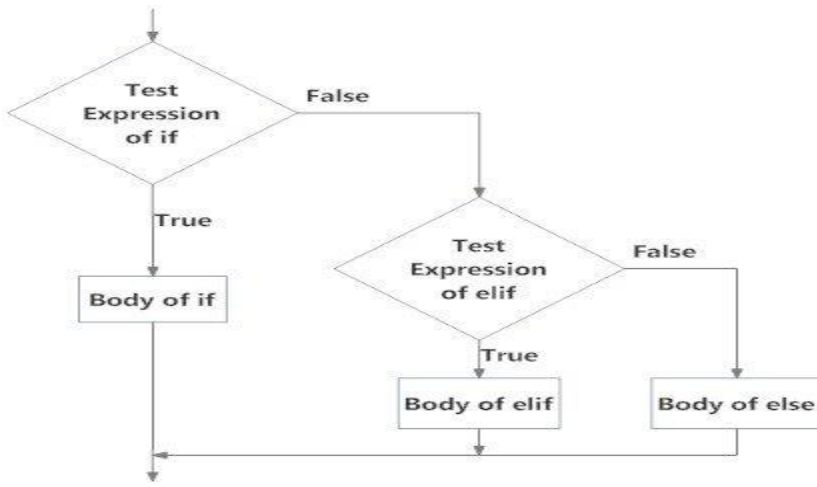 Test
Expression
of if
False
True
Body of if
Test
Expression
of elif
False
True
Body of elif
Body of else